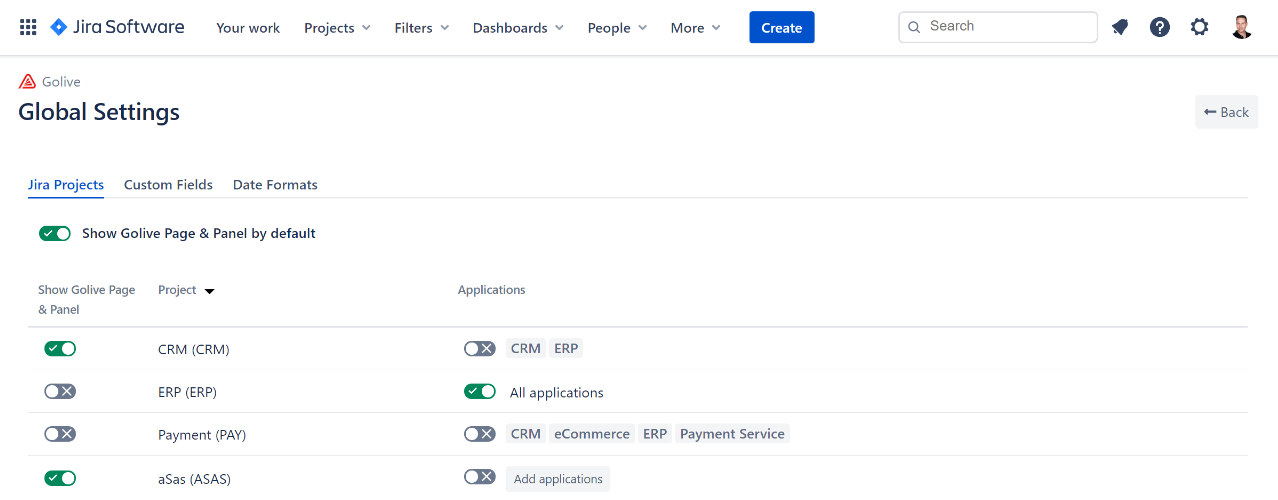 Jira Software Your work Projects Filters Dashboards People More Create Search
Golive
Global Settings
Back
Jira Projects Custom Fields Date Formats
Show Golive Page & Panel by default
Show Golive Page
& Panel
Project
Applications
CRM (CRM) CRM ERP
ERP (ERP) All applications
Payment (PAY) CRM eCommerce ERP Payment Service
aSas (ASAS) Add applications